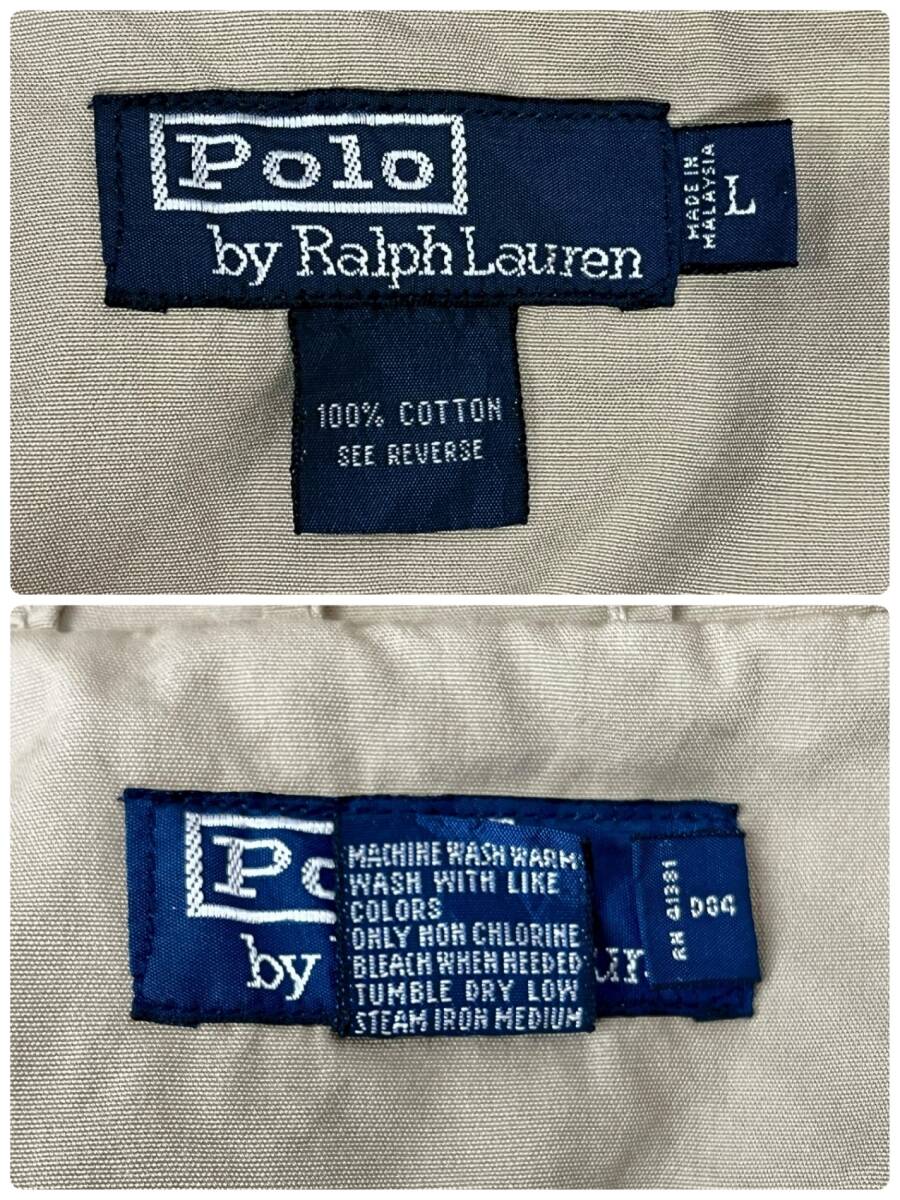 Polo
by Ralph Lauren
MADE IN
MALAYSIA
L
100% COTTON
SEE REVERSE
Po
by
un
MACHINE WASH WARM
WASH WITH LIKE
COLORS
ONLY NON CHLORINE
BLEACH WHEN NEEDED
TUMBLE DRY LOW
STEAM IRON MEDIUM
RN 41381